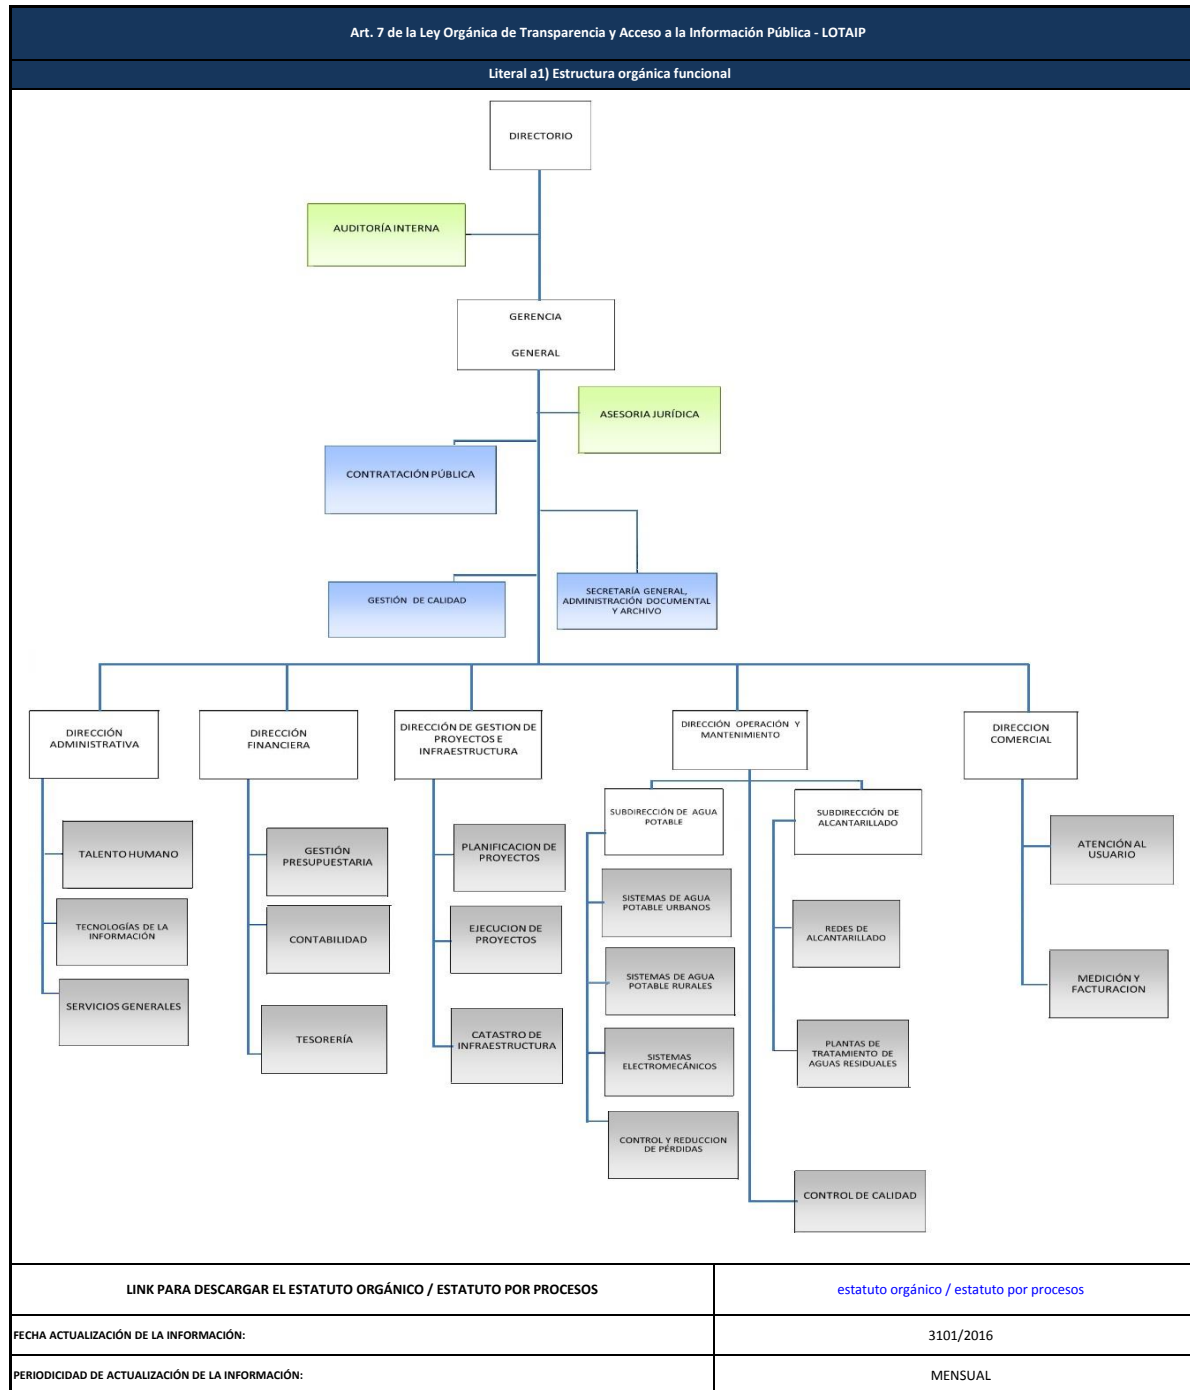 Art. 7 de la Ley Orgánica de Transparencia y Acceso a la Información Pública - LOTAIP
Literal a1) Estructura orgánica funcional
DIRECTORIO
AUDITORÍA INTERNA
GERENCIA
GENERAL
ASESORIA JURÍDICA
CONTRATACIÓN PÚBLICA
GESTIÓN DE CALIDAD
SECRETARÍA GENERAL,
ADMINISTRACIÓN DOCUMENTAL
Y ARCHIVO
DIRECCIÓN
ADMINISTRATIVA
DIRECCIÓN
FINANCIERA
DIRECCIÓN DE GESTION DE
PROYECTOS E
INFRAESTRUCTURA
DIRECCIÓN OPERACIÓN Y
MANTENIMIENTO
DIRECCION
COMERCIAL
TALENTO HUMANO
TECNOLOGÍAS DE LA
INFORMACIÓN
SERVICIOS GENERALES
GESTIÓN
PRESUPUESTARIA
CONTABILIDAD
TESORERÍA
PLANIFICACION DE
PROYECTOS
EJECUCION DE
PROYECTOS
CATASTRO DE
INFRAESTRUCTURA
SUBDIRECCIÓN DE AGUA
POTABLE
SISTEMAS DE AGUA
POTABLE URBANOS
SISTEMAS DE AGUA
POTABLE RURALES
SISTEMAS
ELECTROMECÁNICOS
CONTROL Y REDUCCION
DE PÉRDIDAS
SUBDIRECCIÓN DE
ALCANTARILLADO
REDES DE
ALCANTARILLADO
PLANTAS DE
TRATAMIENTO DE
AGUAS RESIDUALES
CONTROL DE CALIDAD
ATENCIÓN AL
USUARIO
MEDICIÓN Y
FACTURACION
LINK PARA DESCARGAR EL ESTATUTO ORGÁNICO / ESTATUTO POR PROCESOS
estatuto orgánico / estatuto por procesos
FECHA ACTUALIZACIÓN DE LA INFORMACIÓN:
3101/2016
PERIODICIDAD DE ACTUALIZACIÓN DE LA INFORMACIÓN:
MENSUAL